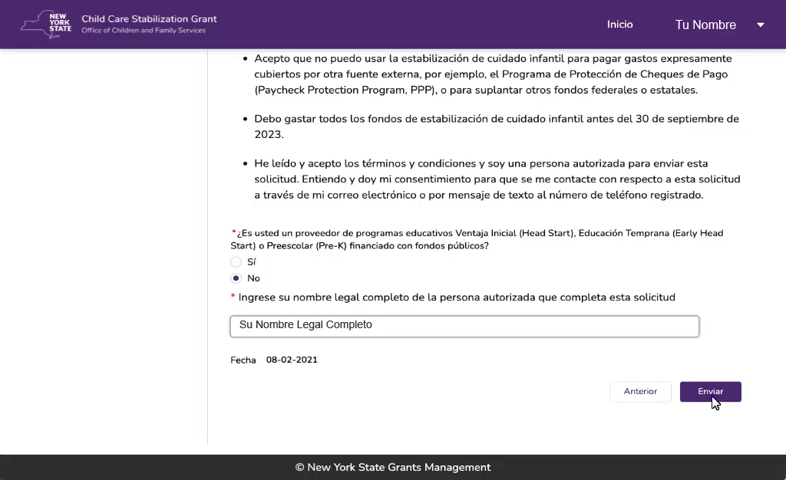 NEW
YORK
STATE
Child Care Stabilization Grant
Office of Children and Family Services
Inicio
Tu Nombre
• Acepto que no puedo usar la estabilización de cuidado infantil para pagar gastos expresamente
cubiertos por otra fuente externa, por ejemplo, el Programa de Protección de Cheques de Pago
(Paycheck Protection Program, PPP), o para suplantar otros fondos federales o estatales.
• Debo gastar todos los fondos de estabilización de cuidado infantil antes del 30 de septiembre de
2023.
• He leído y acepto los términos y condiciones y soy una persona autorizada para enviar esta
solicitud. Entiendo y doy mi consentimiento para que se me contacte con respecto a esta solicitud
a través de mi correo electrónico o por mensaje de texto al número de teléfono registrado.
*¿Es usted un proveedor de programas educativos Ventaja Inicial (Head Start), Educación Temprana (Early Head
Start) o Preescolar (Pre-K) financiado con fondos públicos?
Sí
No
* Ingrese su nombre legal completo de la persona autorizada que completa esta solicitud
Su Nombre Legal Completo
Fecha 08-02-2021
Anterior
Enviar
© New York State Grants Management